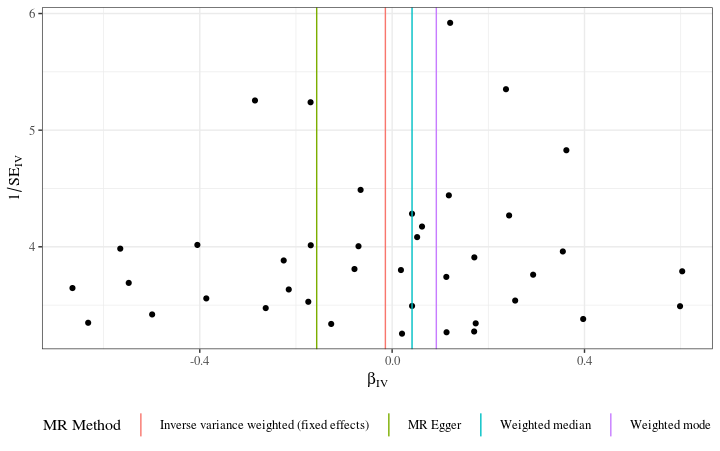 6
5
4
1/SE_IV
-0.4 0.0 0.4
β_IV
MR Method Inverse variance weighted (fixed effects) MR Egger Weighted median Weighted mode